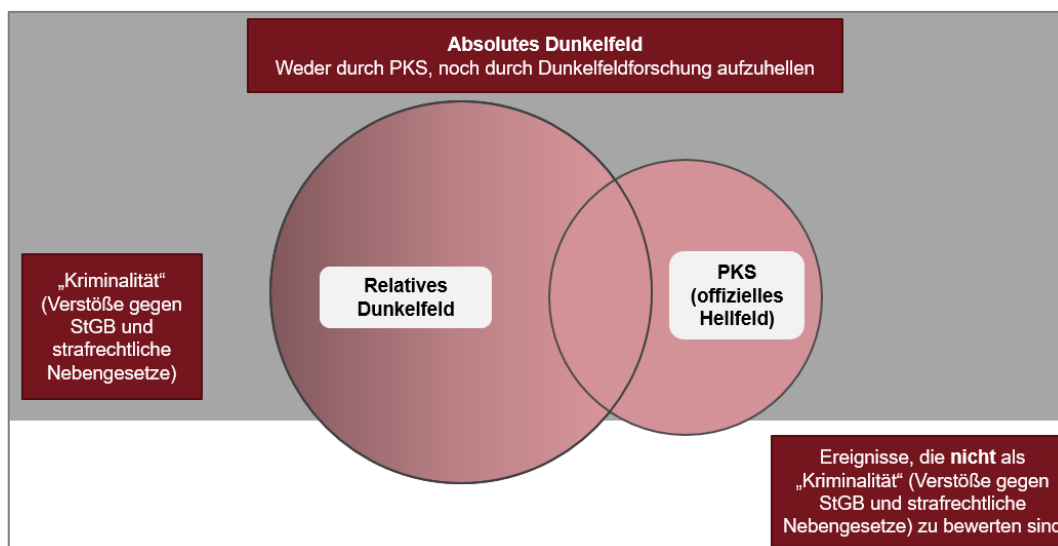 Absolutes Dunkelfeld
Weder durch PKS, noch durch Dunkelfeldforschung aufzuhellen
„Kriminalität“
(Verstöße gegen
StGB und
strafrechtliche
Nebengesetze)
Relatives
Dunkelfeld
PKS
(offizielles
Hellfeld)
Ereignisse, die nicht als
„Kriminalität“ (Verstöße gegen
StGB und strafrechtliche
Nebengesetze) zu bewerten sind